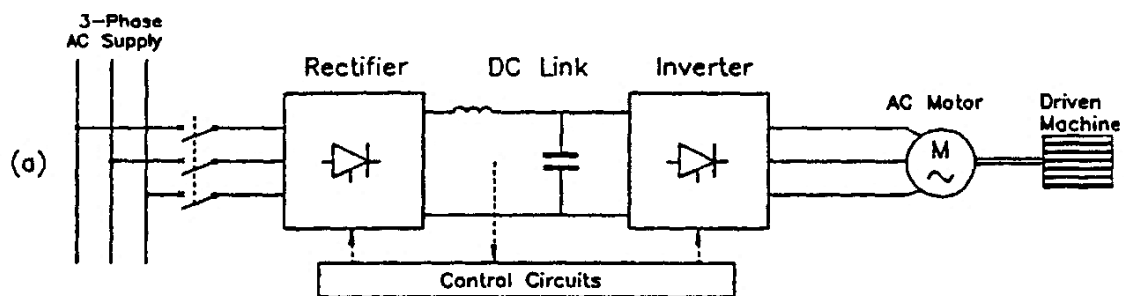 3-Phase
AC Supply
Rectifier
DC Link
Inverter
AC Motor
Driven
Machine
(a)
M
~
Control Circuits